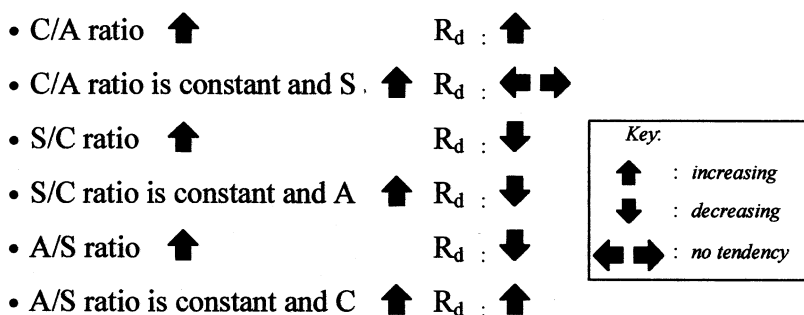 • C/A ratio ⬆ R_d : ⬆
• C/A ratio is constant and S . ⬆ R_d : ⬅➡
• S/C ratio ⬆ R_d : ⬇
• S/C ratio is constant and A ⬆ R_d : ⬇
• A/S ratio ⬆ R_d : ⬇
• A/S ratio is constant and C ⬆ R_d : ⬆
Key:
⬆ : increasing
⬇ : decreasing
⬅➡ : no tendency